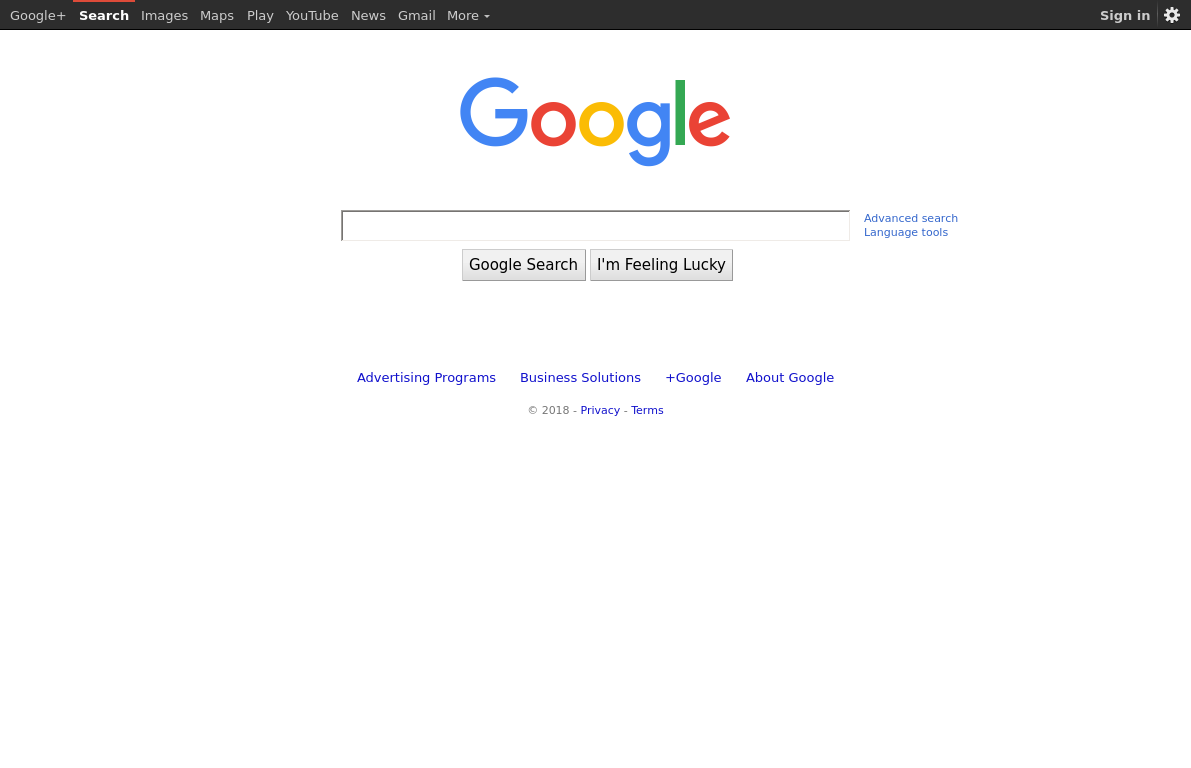 Google+ Search Images Maps Play YouTube News Gmail More Sign in
Google
Advanced search
Language tools
Google Search I'm Feeling Lucky
Advertising Programs Business Solutions +Google About Google
© 2018 - Privacy - Terms